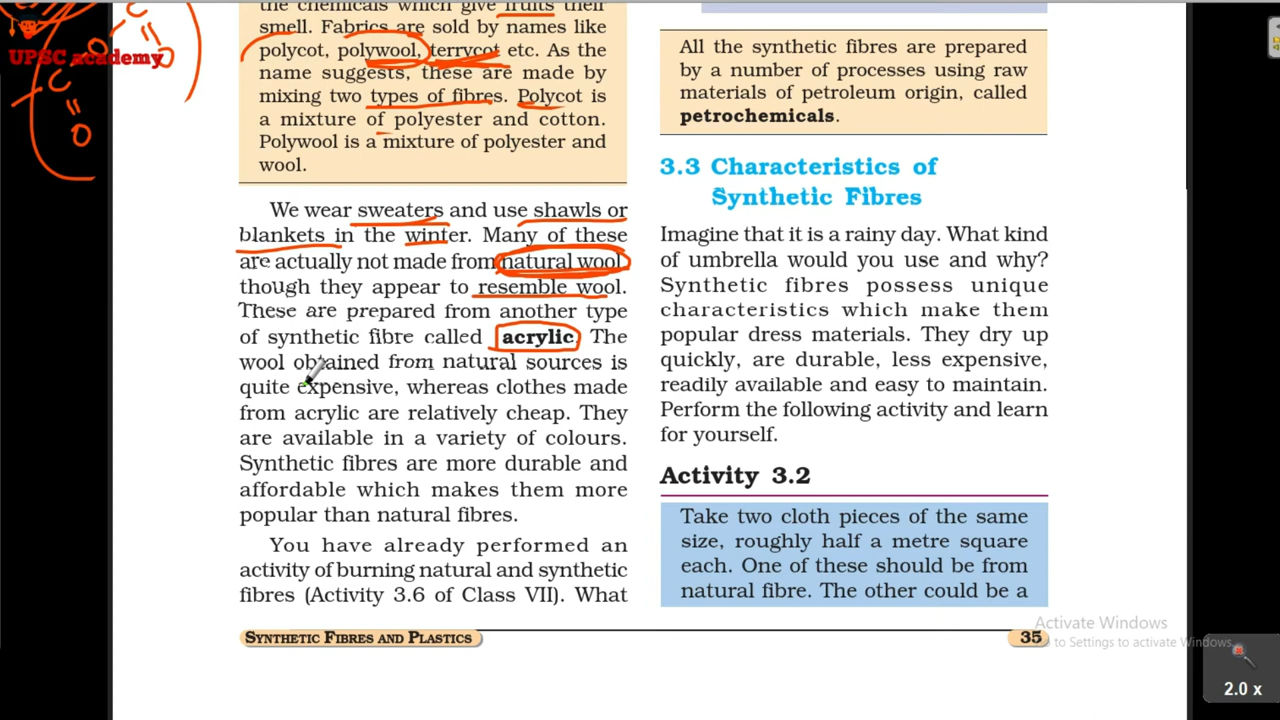 the chemicals which give fruits their
smell. Fabrics are sold by names like
polycot, polywool, terrycot etc. As the
name suggests, these are made by
mixing two types of fibres. Polycot is
a mixture of polyester and cotton.
Polywool is a mixture of polyester and
wool.
We wear sweaters and use shawls or
blankets in the winter. Many of these
are actually not made from natural wool
though they appear to resemble wool.
These are prepared from another type
of synthetic fibre called acrylic. The
wool obtained from natural sources is
quite expensive, whereas clothes made
from acrylic are relatively cheap. They
are available in a variety of colours.
Synthetic fibres are more durable and
affordable which makes them more
popular than natural fibres.
You have already performed an
activity of burning natural and synthetic
fibres (Activity 3.6 of Class VII). What
All the synthetic fibres are prepared
by a number of processes using raw
materials of petroleum origin, called
petrochemicals.
3.3 Characteristics of
Synthetic Fibres
Imagine that it is a rainy day. What kind
of umbrella would you use and why?
Synthetic fibres possess unique
characteristics which make them
popular dress materials. They dry up
quickly, are durable, less expensive,
readily available and easy to maintain.
Perform the following activity and learn
for yourself.
Activity 3.2
Take two cloth pieces of the same
size, roughly half a metre square
each. One of these should be from
natural fibre. The other could be a
SYNTHETIC FIBRES AND PLASTICS
35
UPSC academy
C
O
C
O
Activate Windows
to Settings to activate Windows.
2.0 x